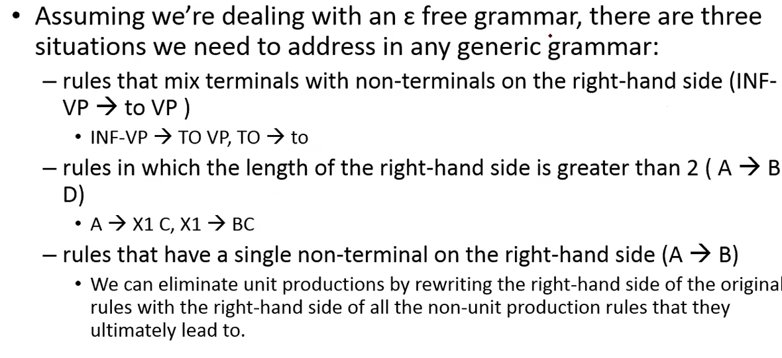 • Assuming we're dealing with an ε free grammar, there are three
situations we need to address in any generic grammar:
– rules that mix terminals with non-terminals on the right-hand side (INF-
VP → to VP )
• INF-VP → TO VP, TO → to
– rules in which the length of the right-hand side is greater than 2 ( A → B
D)
• A → X1 C, X1 → BC
– rules that have a single non-terminal on the right-hand side (A → B)
• We can eliminate unit productions by rewriting the right-hand side of the original
rules with the right-hand side of all the non-unit production rules that they
ultimately lead to.